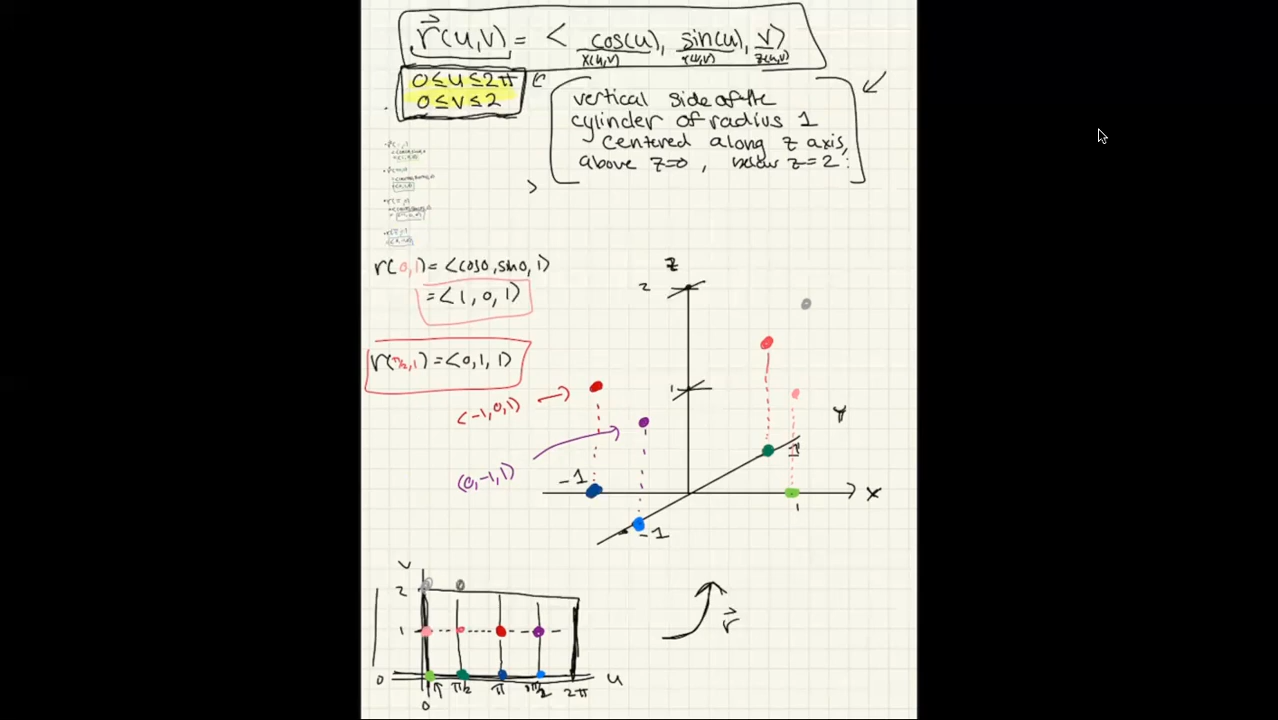 r(u,v) = < cos(u), sin(u), v>
x(u,v) y(u,v) z(u,v)
0≤u≤2π
0≤v≤2
vertical side of the
cylinder of radius 1
centered along z axis,
above z=0, below z=2
r(0,1) = <cos0, sin0, 1>
= <1, 0, 1>
r(π/2,1) = <0, 1, 1>
(-1,0,1)
(0,-1,1)
z
2
1
y
1
-1
x
1
-1
v
2
1
0
0
π/2
π
3π/2
2π
u
r